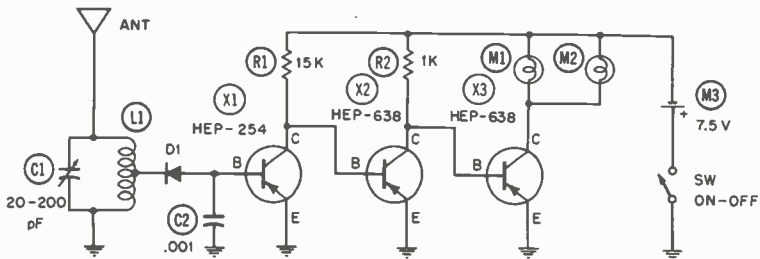 ANT
R1
15K
R2
1K
M1
M2
X1
X2
X3
M3
HEP-254
HEP-638
HEP-638
+
7.5 V
L1
D1
C
C
C
C1
B
B
B
SW
ON-OFF
20-200
pF
C2
.001
E
E
E